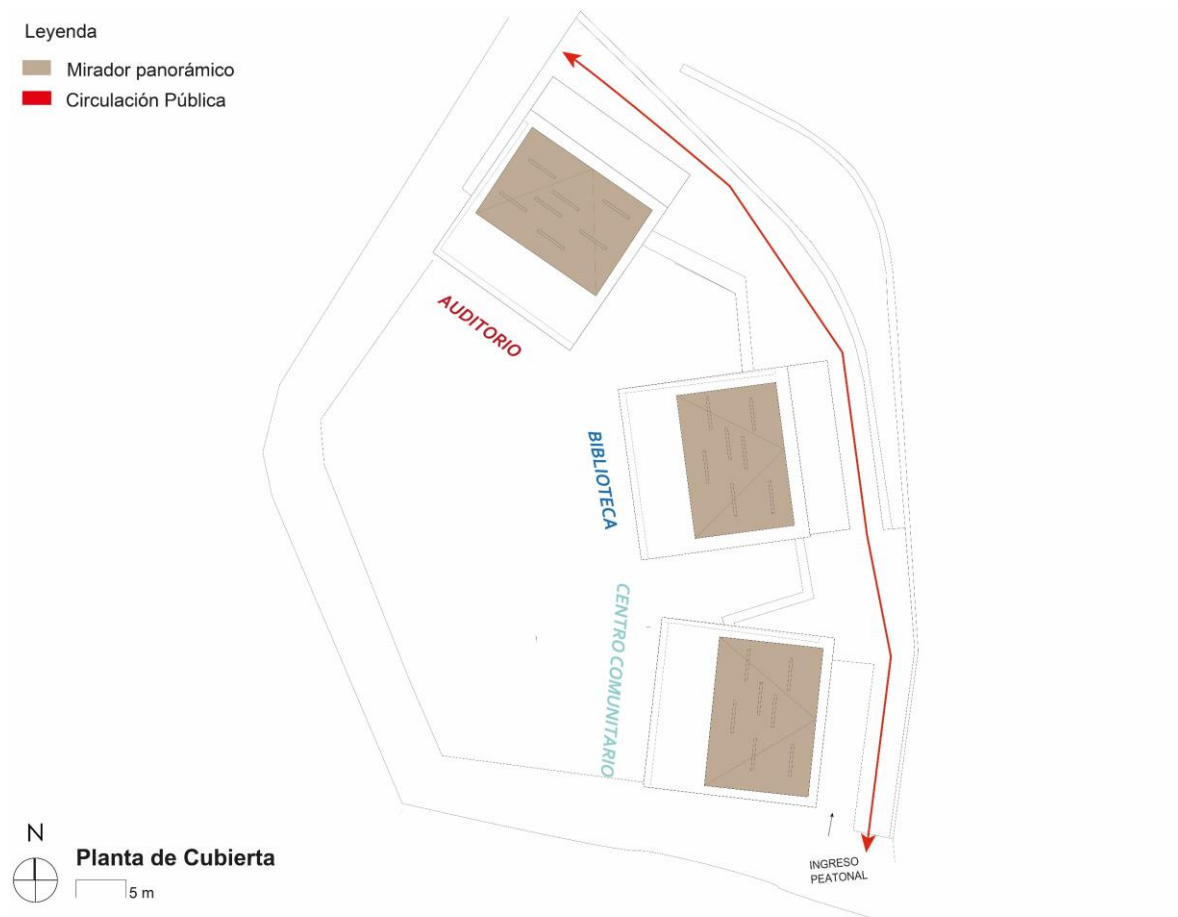 Leyenda
Mirador panorámico
Circulación Pública
AUDITORIO
BIBLIOTECA
CENTRO COMUNITARIO
INGRESO
PEATONAL
N
Planta de Cubierta
5 m